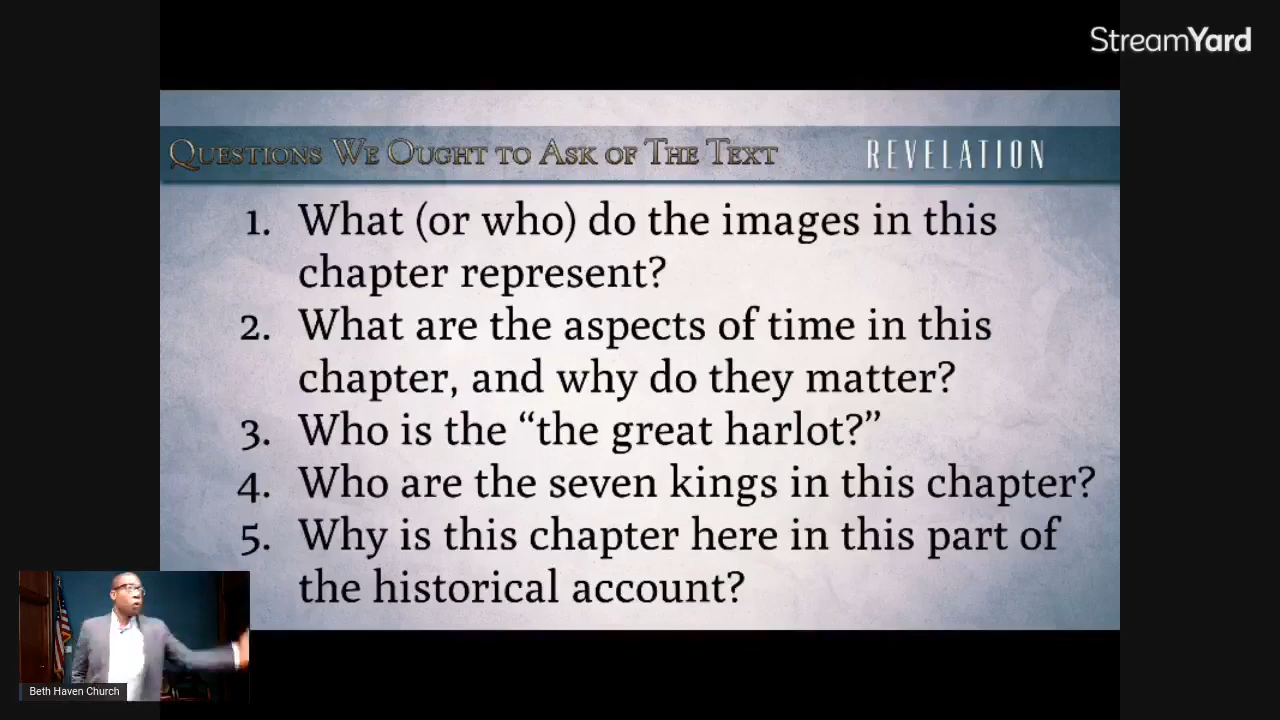 StreamYard
QUESTIONS WE OUGHT TO ASK OF THE TEXT REVELATION
1. What (or who) do the images in this
chapter represent?
2. What are the aspects of time in this
chapter, and why do they matter?
3. Who is the “the great harlot?”
4. Who are the seven kings in this chapter?
5. Why is this chapter here in this part of
the historical account?
Beth Haven Church